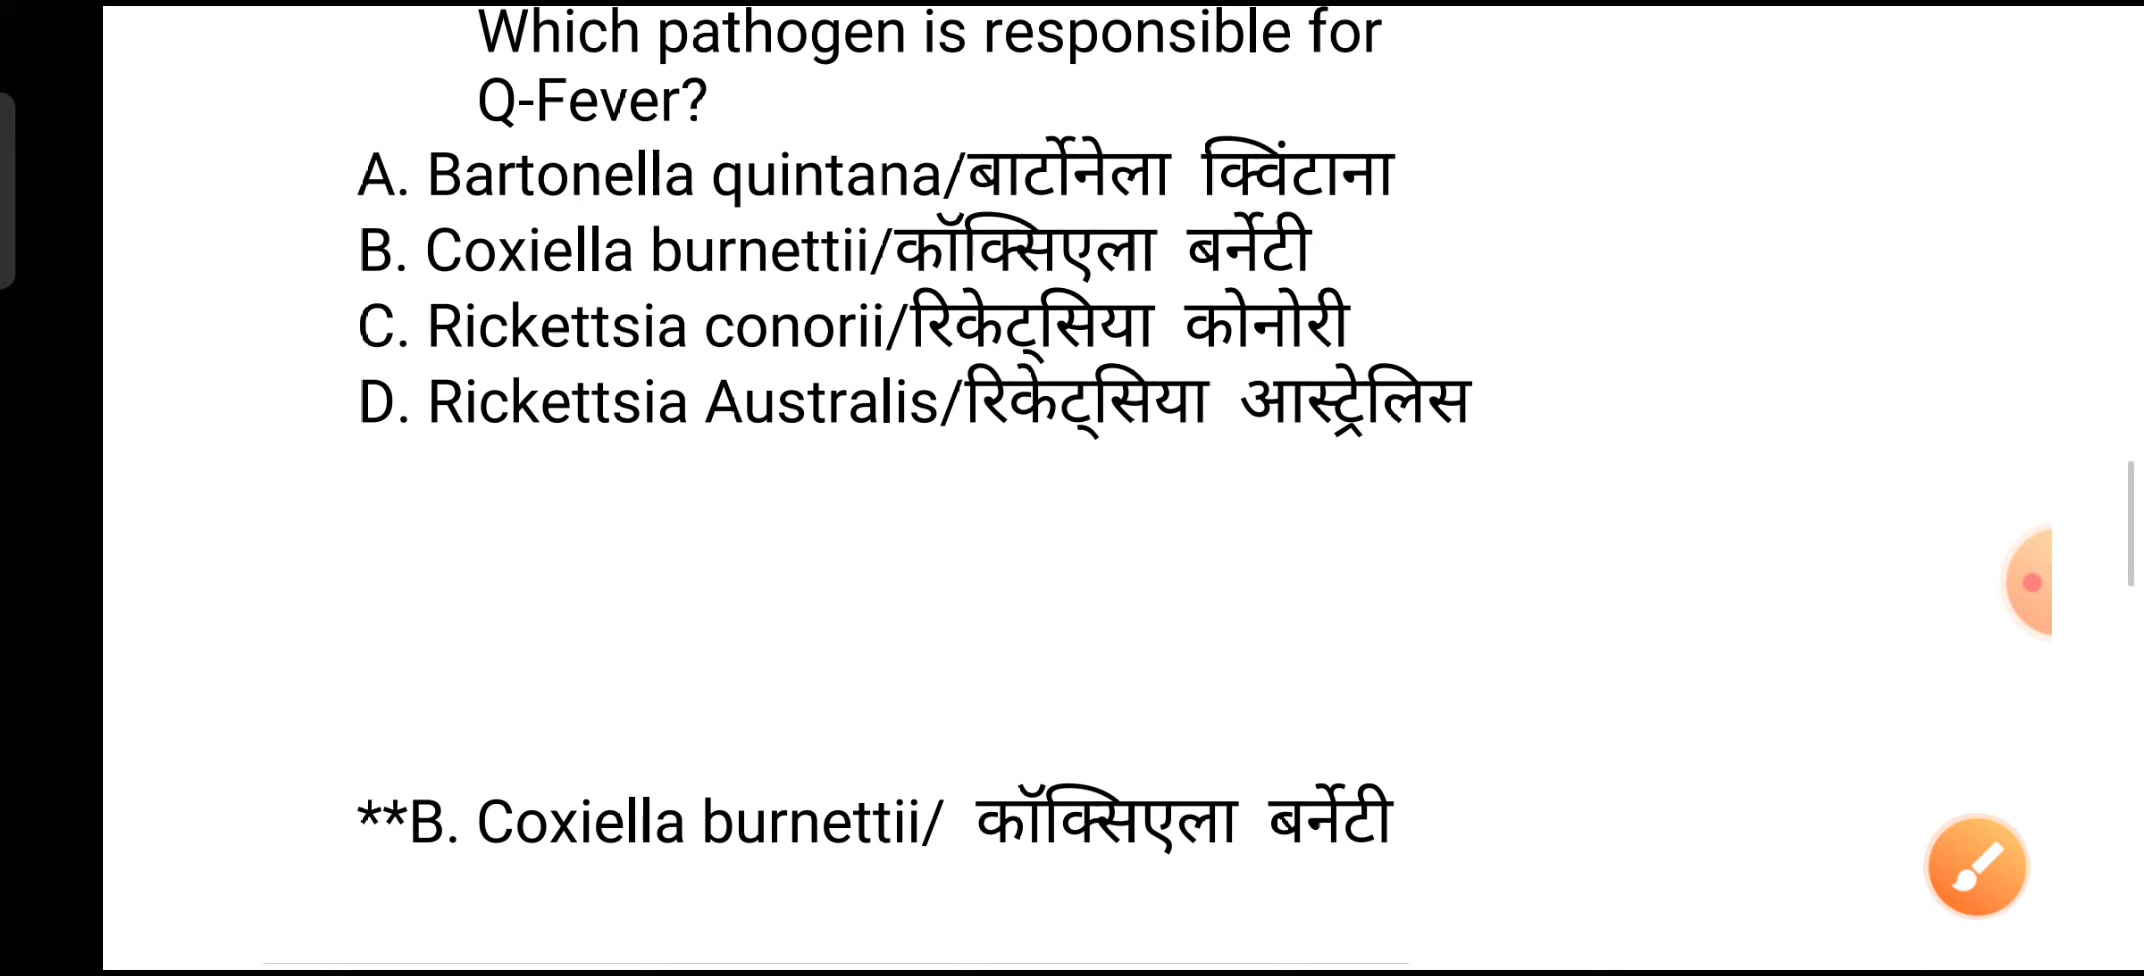 Which pathogen is responsible for
Q-Fever?
A. Bartonella quintana/बार्टोनेला क्विंटाना
B. Coxiella burnettii/कॉक्सिएला बर्नेटी
C. Rickettsia conorii/रिकेट्सिया कोनोरी
D. Rickettsia Australis/रिकेट्सिया आस्ट्रेलिस
**B. Coxiella burnettii/ कॉक्सिएला बर्नेटी